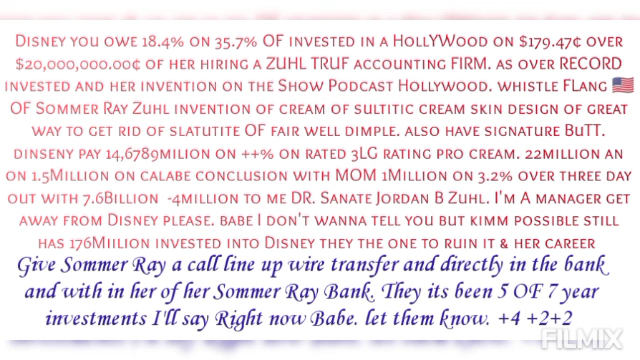 Disney you owe 18.4% on 35.7% OF invested in a HollYWood on $179.47¢ over
$20,000,000.00¢ of her hiring a ZUHL TRUF accounting FIRM. as over RECORD
invested and her invention on the Show Podcast Hollywood. whistle FLang 🇺🇸
OF Sommer Ray Zuhl invention of cream of sultitic cream skin design of great
way to get rid of slatutite OF fair well dimple. also have signature BuTT.
dinseny pay 14,6789milion on ++% on rated 3LG rating pro cream. 22million an
on 1.5Million on calabe conclusion with MOM 1Million on 3.2% over three day
out with 7.6Billion -4million to me DR. Sanate Jordan B Zuhl. I'm A manager get
away from Disney please. babe I don't wanna tell you but kimm possible still
has 176Miilion invested into Disney they the one to ruin it & her career
Give Sommer Ray a call line up wire transfer and directly in the bank
and with in her of her Sommer Ray Bank. They its been 5 OF 7 year
investments I'll say Right now Babe. let them know. +4 +2+2
FILMIX